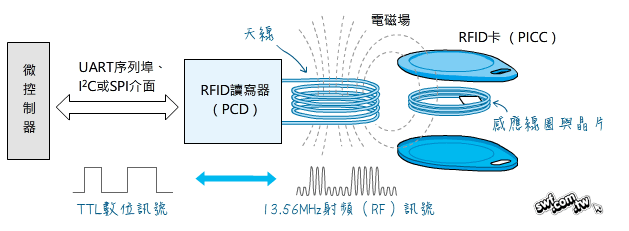 電磁場
天線
RFID卡（PICC）
微控制器
UART序列埠、
I²C或SPI介面
RFID讀寫器
（PCD）
感應線圈與晶片
TTL數位訊號
13.56MHz射頻（RF）訊號
swf.com.tw